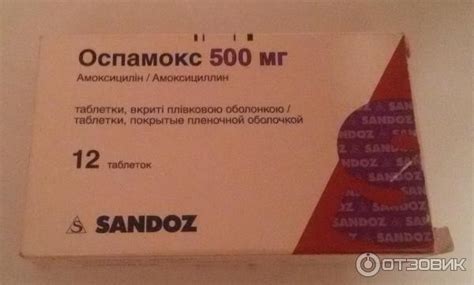 Оспамокс 500 мг
Амоксицилін / Амоксициллин
таблетки, вкриті плівковою оболонкою /
таблетки, покрытые пленочной оболочкой
12 таблеток
SANDOZ
ОТЗОВИК